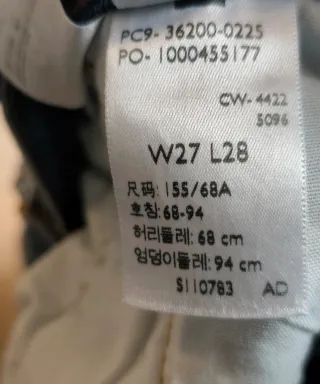 PC9- 36200-0225
PO- 1000455177
CW-4422
5096
W27 L28
尺码: 155/68A
호칭:68-94
허리둘레: 68 cm
엉덩이둘레: 94 cm
S110783 AD